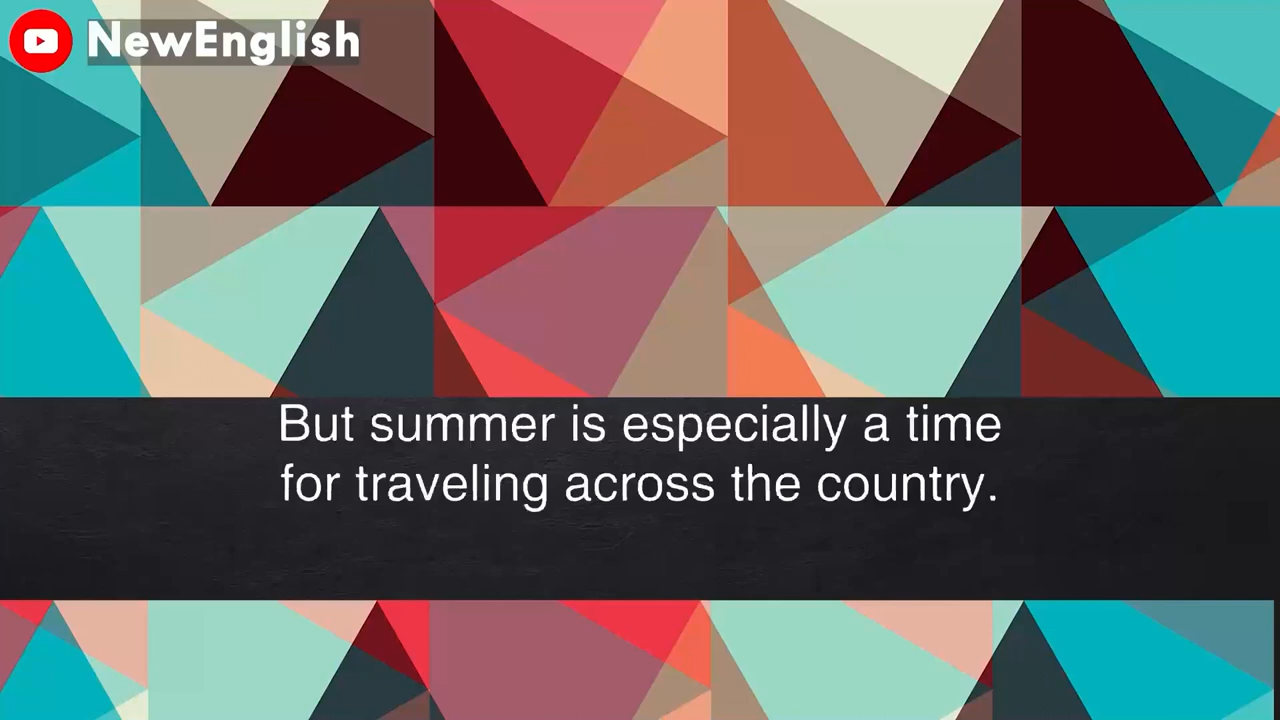 NewEnglish
But summer is especially a time
for traveling across the country.